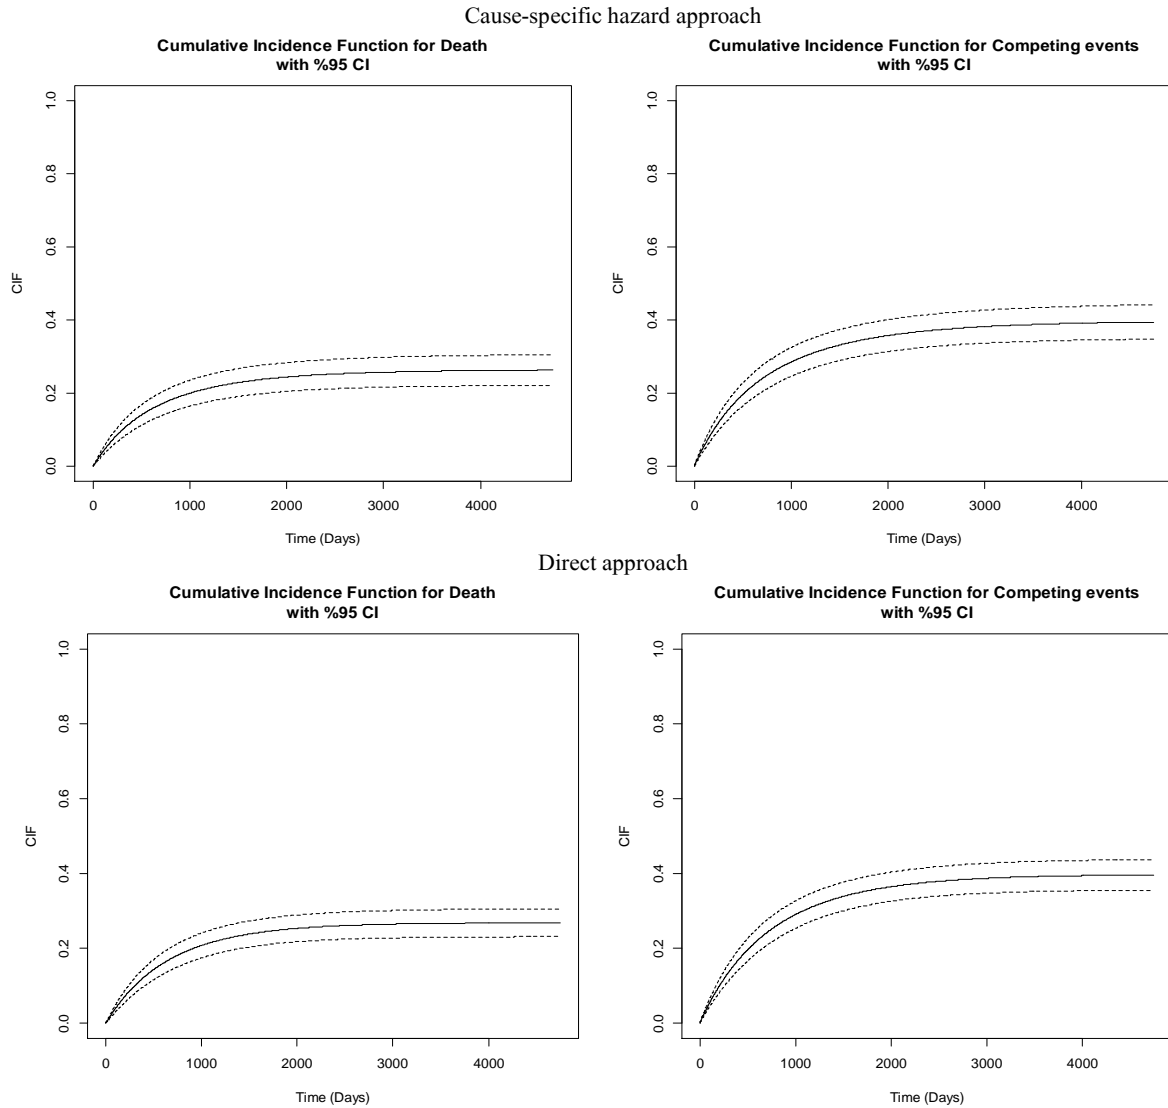 Cause-specific hazard approach
Cumulative Incidence Function for Death
with %95 CI
CIF
1.0
0.8
0.6
0.4
0.2
0.0
0 1000 2000 3000 4000
Time (Days)
Cumulative Incidence Function for Competing events
with %95 CI
CIF
1.0
0.8
0.6
0.4
0.2
0.0
0 1000 2000 3000 4000
Time (Days)
Direct approach
Cumulative Incidence Function for Death
with %95 CI
CIF
1.0
0.8
0.6
0.4
0.2
0.0
0 1000 2000 3000 4000
Time (Days)
Cumulative Incidence Function for Competing events
with %95 CI
CIF
1.0
0.8
0.6
0.4
0.2
0.0
0 1000 2000 3000 4000
Time (Days)